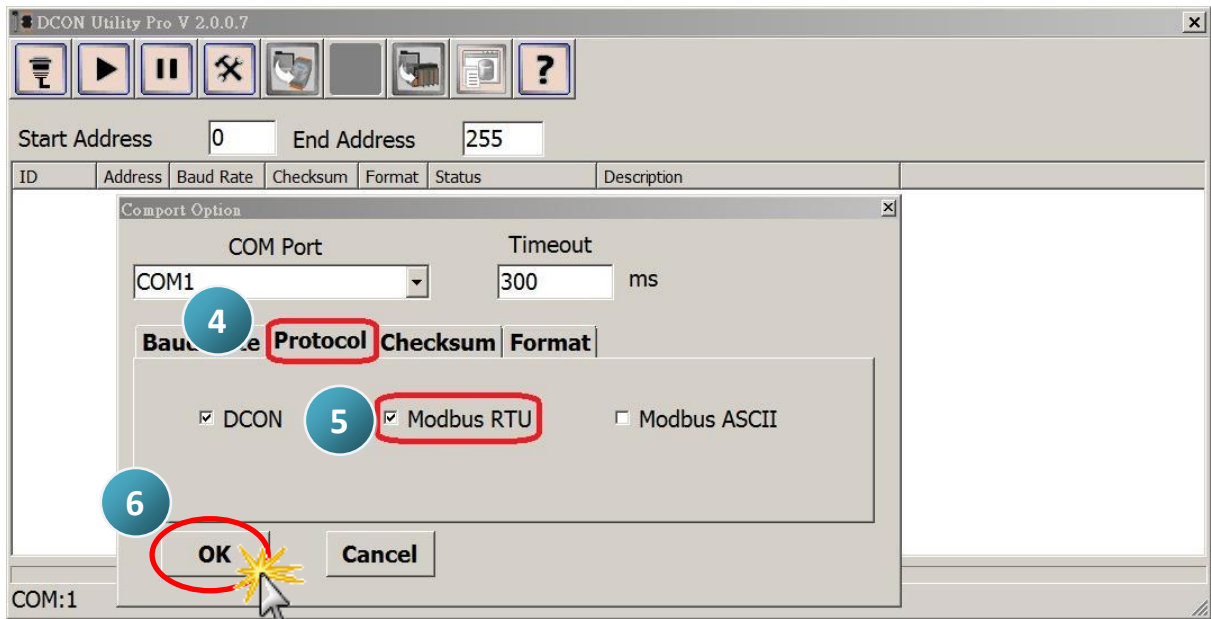 DCON Utility Pro V 2.0.0.7
?
Start Address 0 End Address 255
ID Address Baud Rate Checksum Format Status Description
Comport Option
COM Port Timeout
COM1 300 ms
4
Protocol Checksum Format
DCON 5 Modbus RTU Modbus ASCII
6
OK Cancel
COM:1